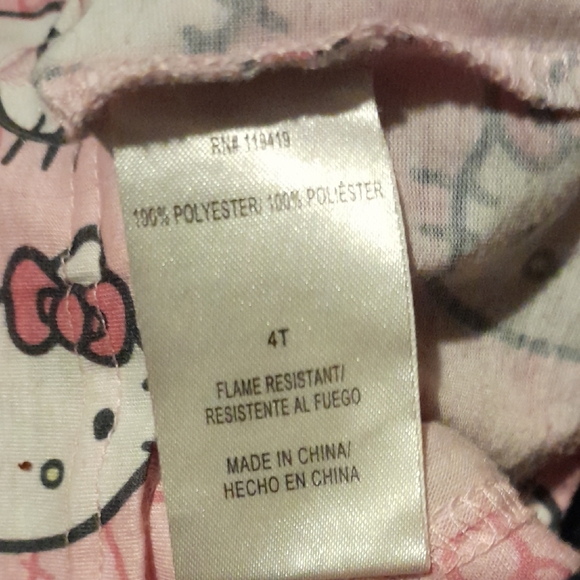 RN# 119419
100% POLYESTER/ 100% POLIÉSTER
4T
FLAME RESISTANT/
RESISTENTE AL FUEGO
MADE IN CHINA/
HECHO EN CHINA